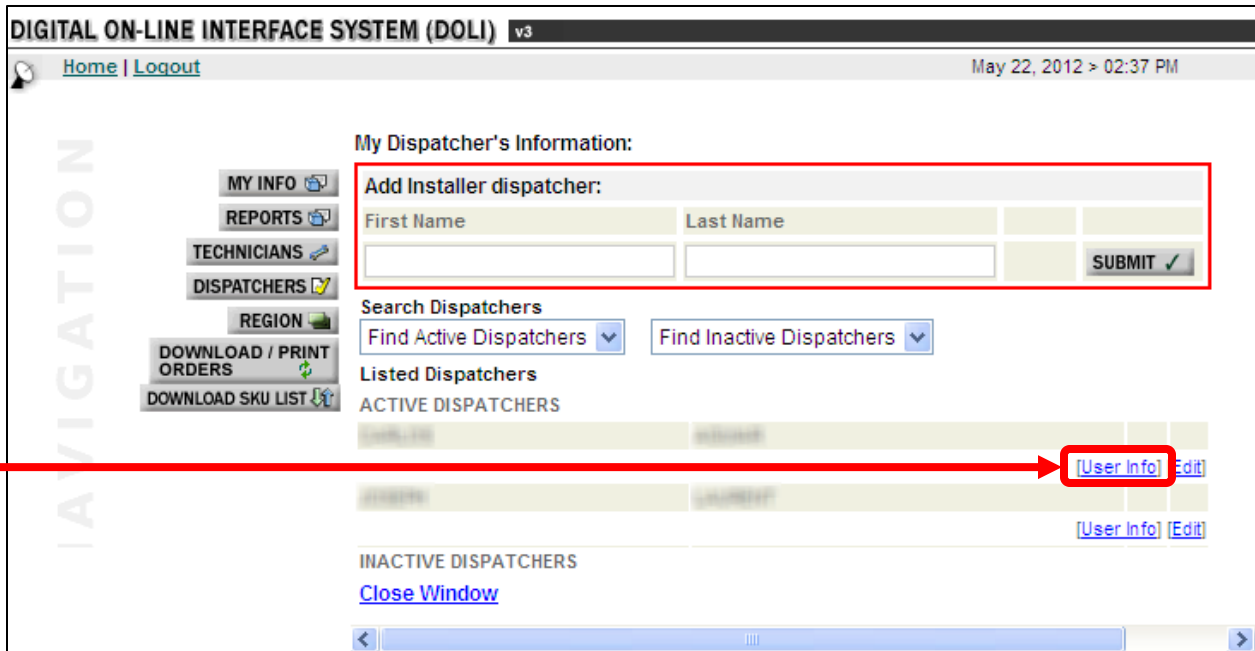 DIGITAL ON-LINE INTERFACE SYSTEM (DOLI) v3
Home | Logout May 22, 2012 > 02:37 PM
NAVIGATION
MY INFO
REPORTS
TECHNICIANS
DISPATCHERS
REGION
DOWNLOAD / PRINT
ORDERS
DOWNLOAD SKU LIST
My Dispatcher's Information:
Add Installer dispatcher:
First Name Last Name
SUBMIT
Search Dispatchers
Find Active Dispatchers Find Inactive Dispatchers
Listed Dispatchers
ACTIVE DISPATCHERS
[User Info] [Edit]
[User Info] [Edit]
INACTIVE DISPATCHERS
Close Window